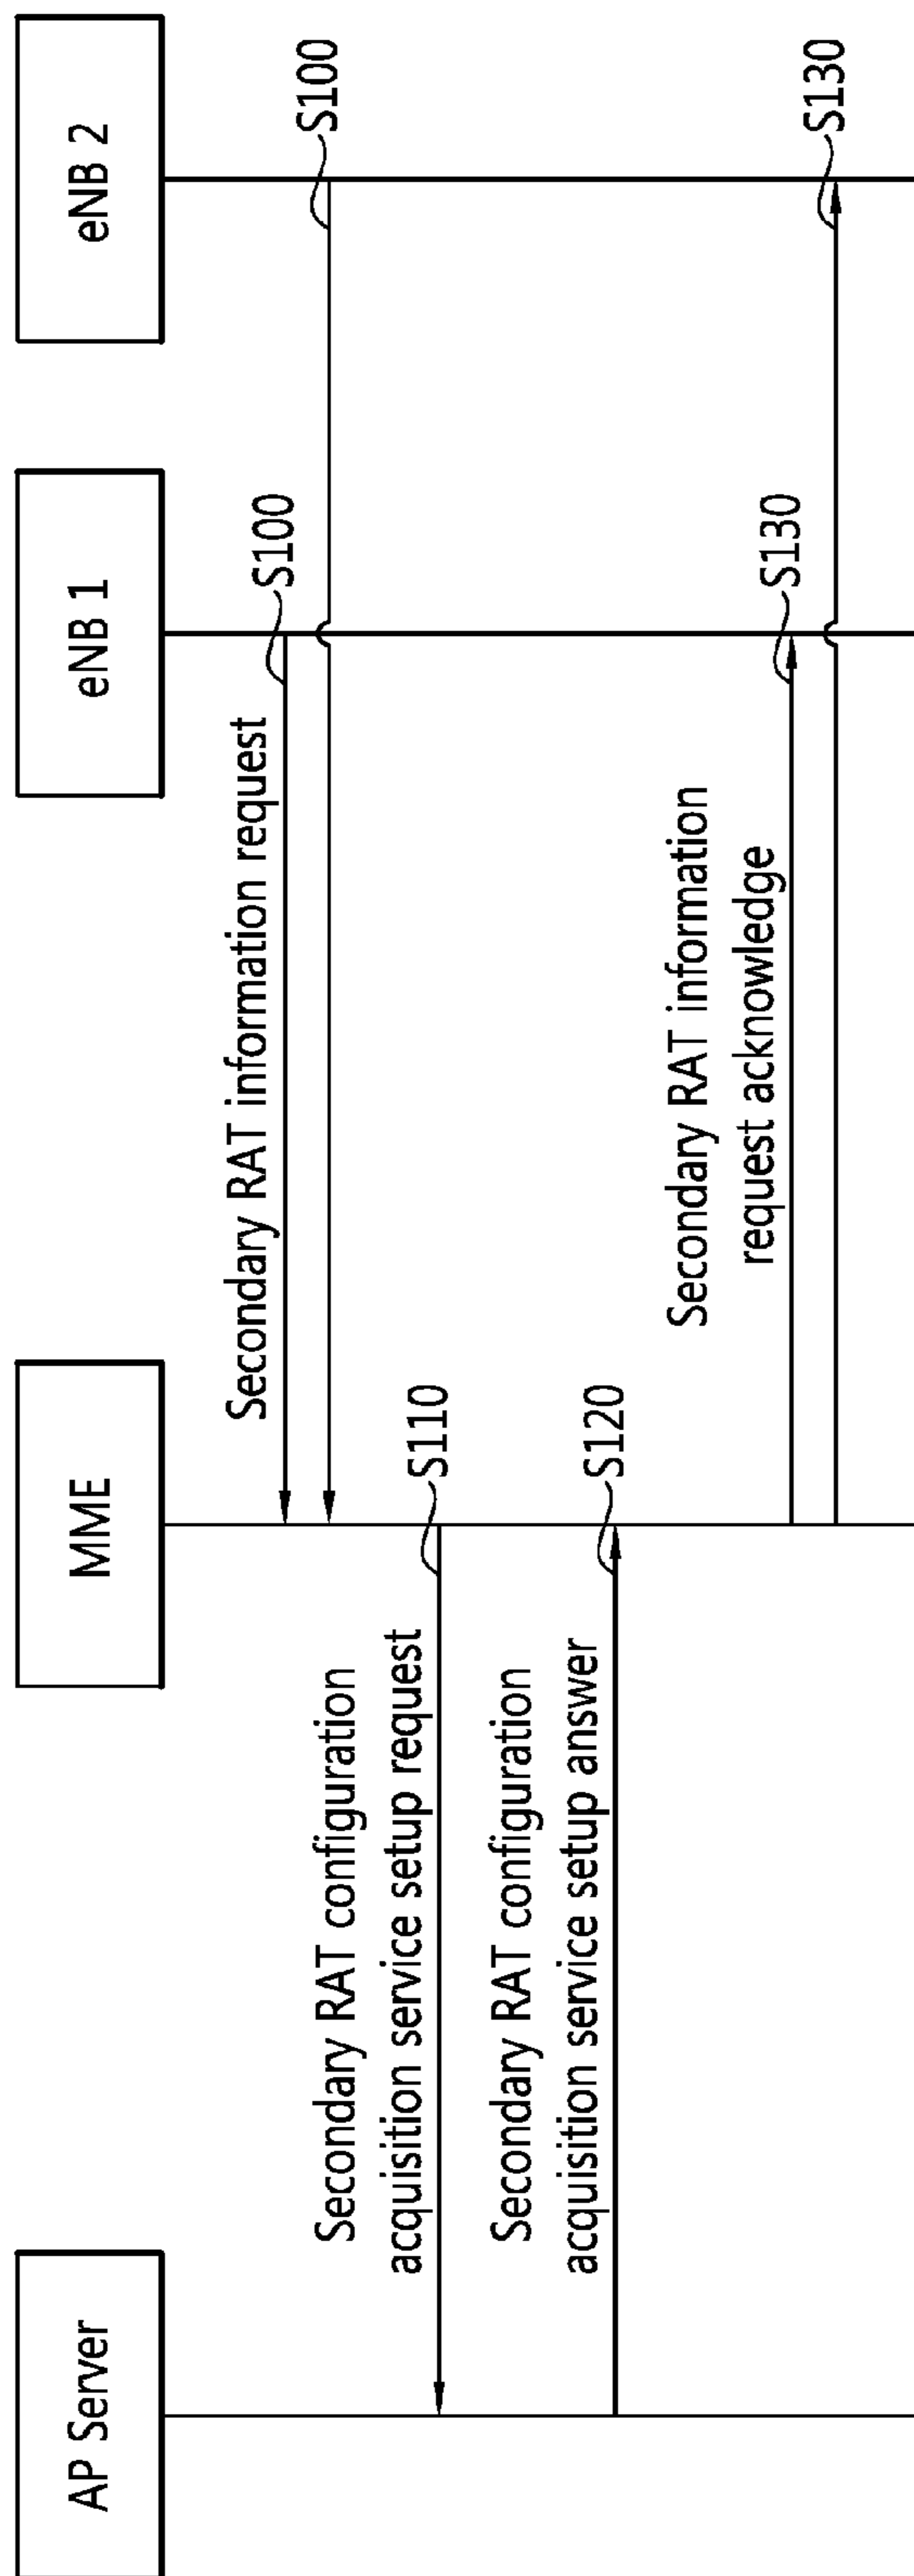 AP Server
MME
eNB 1
eNB 2
Secondary RAT information request
S100
S100
Secondary RAT configuration
acquisition service setup request
S110
Secondary RAT configuration
acquisition service setup answer
S120
Secondary RAT information
request acknowledge
S130
S130